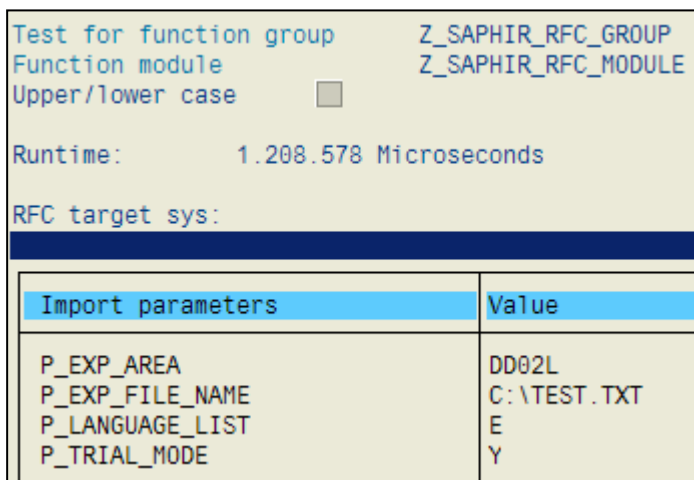 Test for function group Z_SAPHIR_RFC_GROUP
Function module Z_SAPHIR_RFC_MODULE
Upper/lower case
Runtime: 1.208.578 Microseconds
RFC target sys:
Import parameters Value
P_EXP_AREA DD02L
P_EXP_FILE_NAME C:\TEST.TXT
P_LANGUAGE_LIST E
P_TRIAL_MODE Y